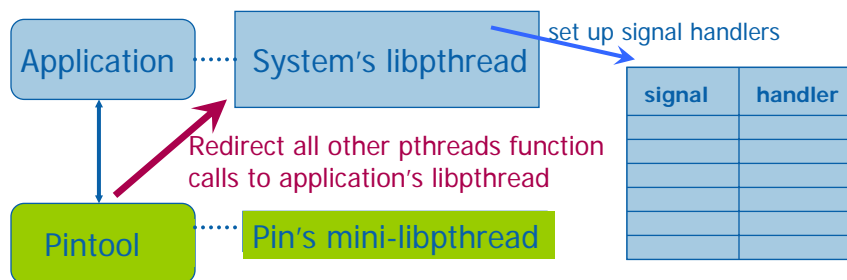 Application
System's libpthread
set up signal handlers
signal handler
Redirect all other pthreads function
calls to application's libpthread
Pintool
Pin's mini-libpthread